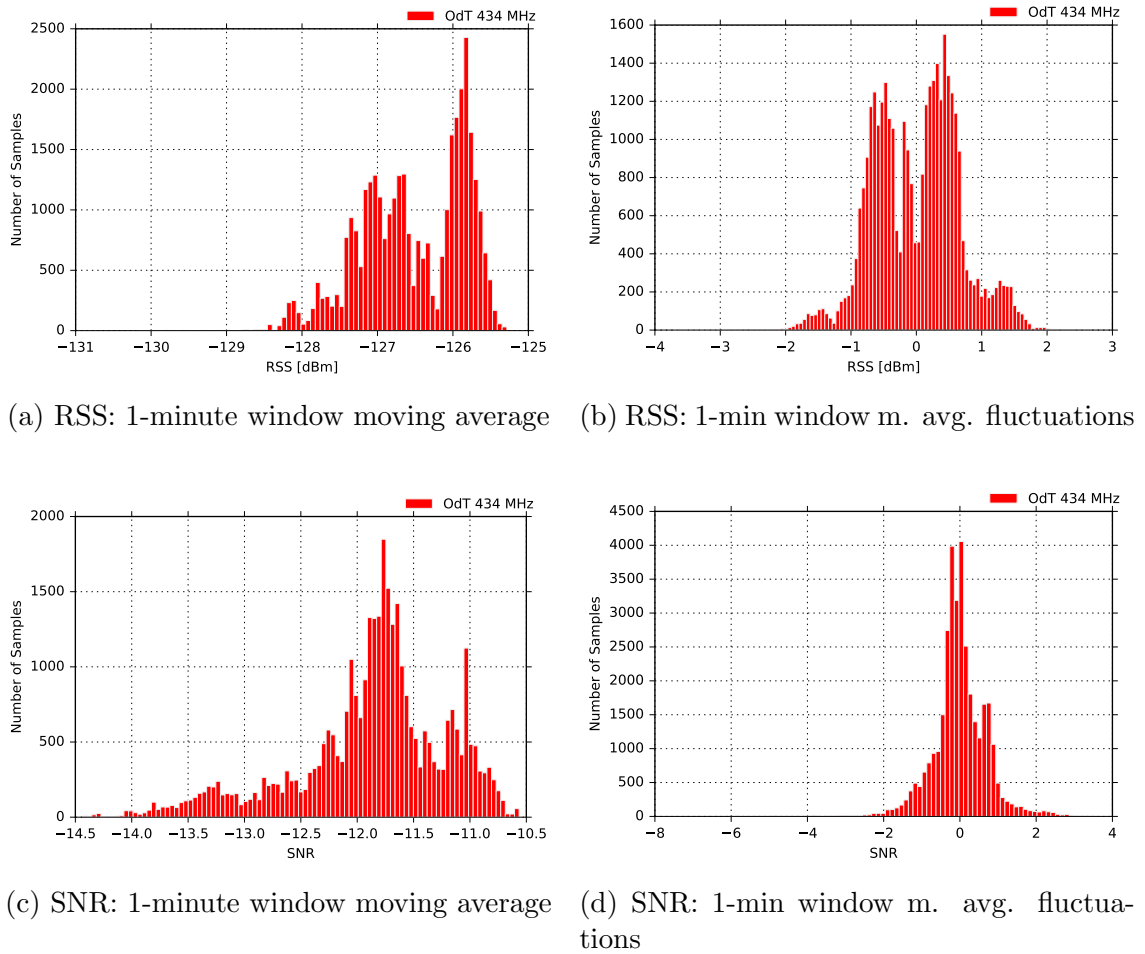 OdT 434 MHz
2500
2000
1500
1000
500
0
Number of Samples
−131 −130 −129 −128 −127 −126 −125
RSS [dBm]
(a) RSS: 1-minute window moving average
OdT 434 MHz
1600
1400
1200
1000
800
600
400
200
0
Number of Samples
−4 −3 −2 −1 0 1 2 3
RSS [dBm]
(b) RSS: 1-min window m. avg. fluctuations
OdT 434 MHz
2000
1500
1000
500
0
Number of Samples
−14.5 −14.0 −13.5 −13.0 −12.5 −12.0 −11.5 −11.0 −10.5
SNR
(c) SNR: 1-minute window moving average
OdT 434 MHz
4500
4000
3500
3000
2500
2000
1500
1000
500
0
Number of Samples
−8 −6 −4 −2 0 2 4
SNR
(d) SNR: 1-min window m. avg. fluctua-
tions